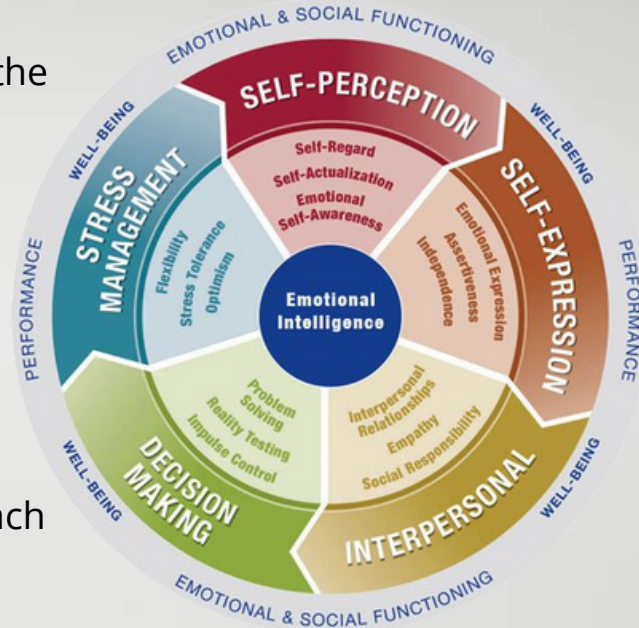 the
EMOTIONAL & SOCIAL FUNCTIONING
WELL-BEING
WELL-BEING
SELF-PERCEPTION
Self-Regard
Self-Actualization
Emotional
Self-Awareness
SELF-EXPRESSION
Emotional Expression
Assertiveness
Independence
STRESS
MANAGEMENT
Flexibility
Stress Tolerance
Optimism
PERFORMANCE
PERFORMANCE
Emotional
Intelligence
Problem
Solving
Reality Testing
Impulse Control
DECISION
MAKING
Interpersonal
Relationships
Empathy
Social Responsibility
INTERPERSONAL
WELL-BEING
WELL-BEING
EMOTIONAL & SOCIAL FUNCTIONING